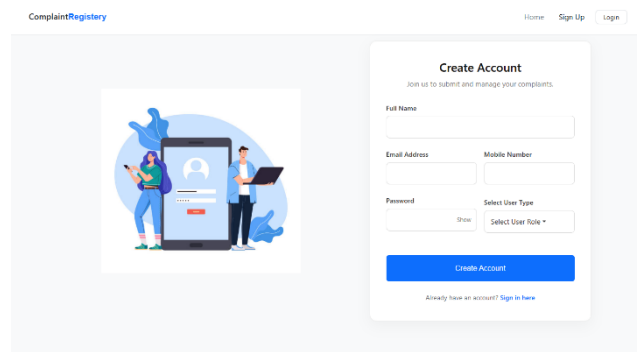 ComplaintRegistery
Home Sign Up Login
Create Account
Join us to submit and manage your complaints.
Full Name
Email Address Mobile Number
Password Select User Type
Show Select User Role
Create Account
Already have an account? Sign in here